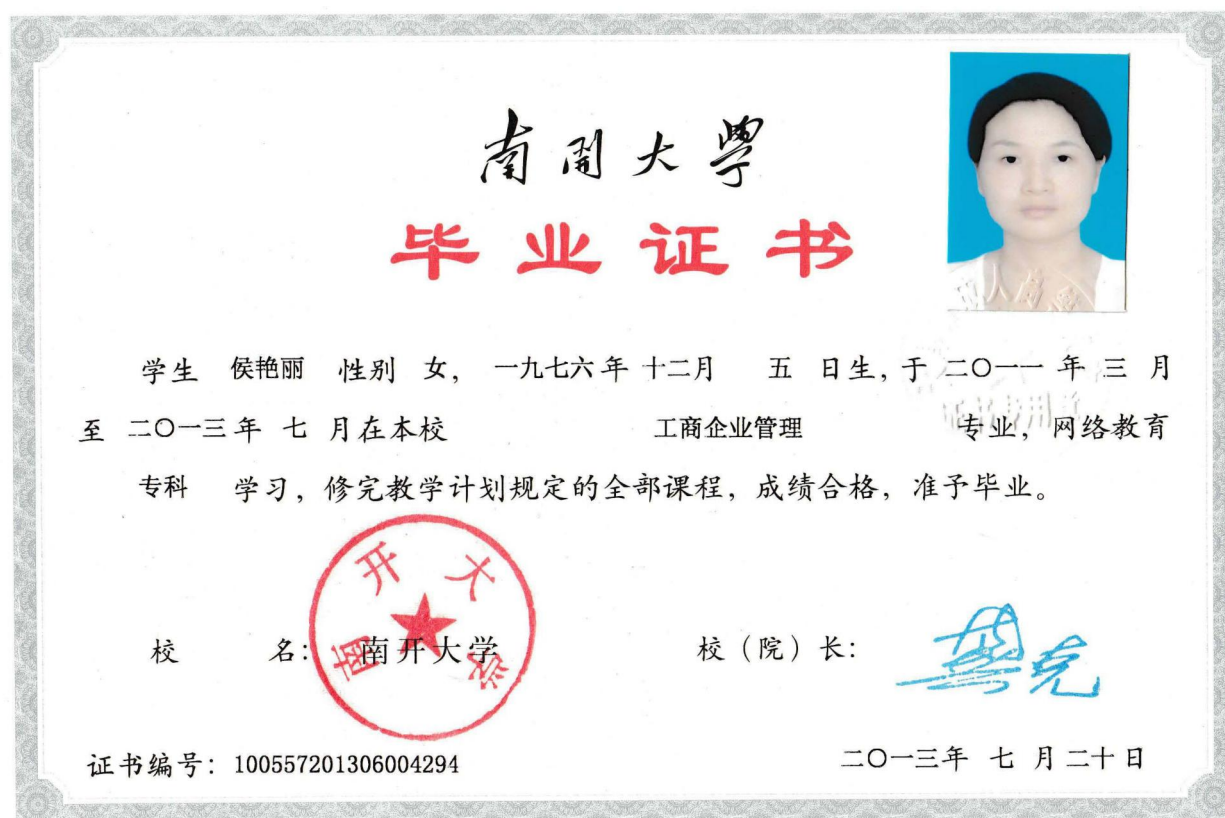 南開大學
毕业证书
学生 侯艳丽 性别 女， 一九七六年 十二月 五 日生，于 二〇一一 年 三 月
至 二〇一三年 七 月在本校 工商企业管理 专业，网络教育
专科 学习，修完教学计划规定的全部课程，成绩合格，准予毕业。
南开大学
校 名：南开大学 校（院）长：龚克
证书编号：100557201306004294 二〇一三年 七 月二十日